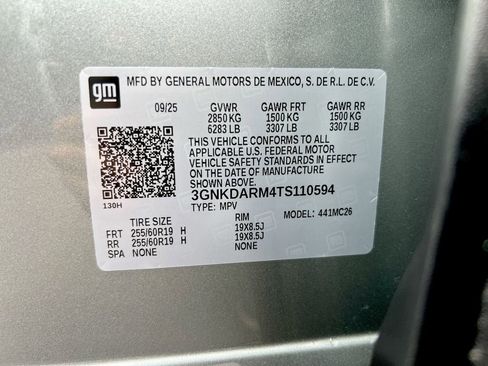 gm
MFD BY GENERAL MOTORS DE MEXICO, S. DE R.L. DE C.V.
09/25 GVWR GAWR FRT GAWR RR
2850 KG 1500 KG 1500 KG
6283 LB 3307 LB 3307 LB
THIS VEHICLE CONFORMS TO ALL
APPLICABLE U.S. FEDERAL MOTOR
VEHICLE SAFETY STANDARDS IN EFFECT
ON THE DATE OF MANUFACTURE
SHOWN ABOVE.
3GNKDARM4TS110594
130H TYPE: MPV MODEL: 441MC26
TIRE SIZE RIM
FRT 255/60R19 H 19X8.5J
RR 255/60R19 H 19X8.5J
SPA NONE NONE